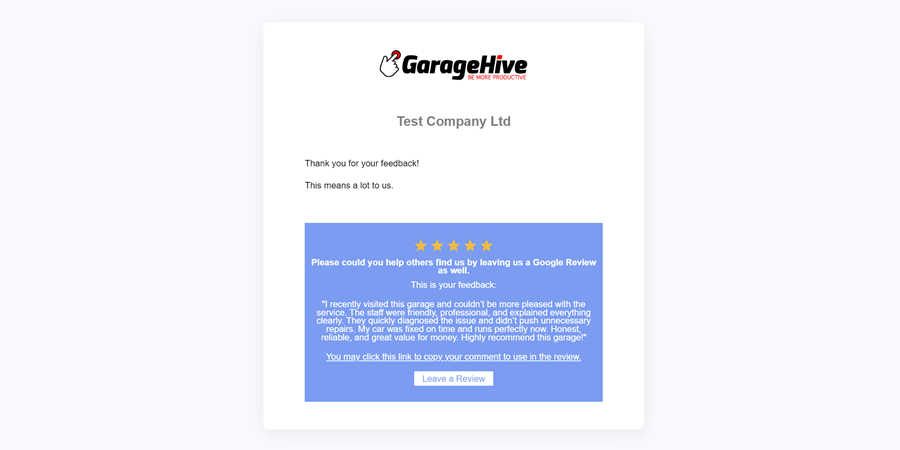 GarageHive
BE MORE PRODUCTIVE
Test Company Ltd
Thank you for your feedback!
This means a lot to us.
Please could you help others find us by leaving us a Google Review
as well.
This is your feedback:
"I recently visited this garage and couldn't be more pleased with the
service. The staff were friendly, professional, and explained everything
clearly. They quickly diagnosed the issue and didn't push unnecessary
repairs. My car was fixed on time and runs perfectly now. Honest,
reliable, and great value for money. Highly recommend this garage!"
You may click this link to copy your comment to use in the review.
Leave a Review